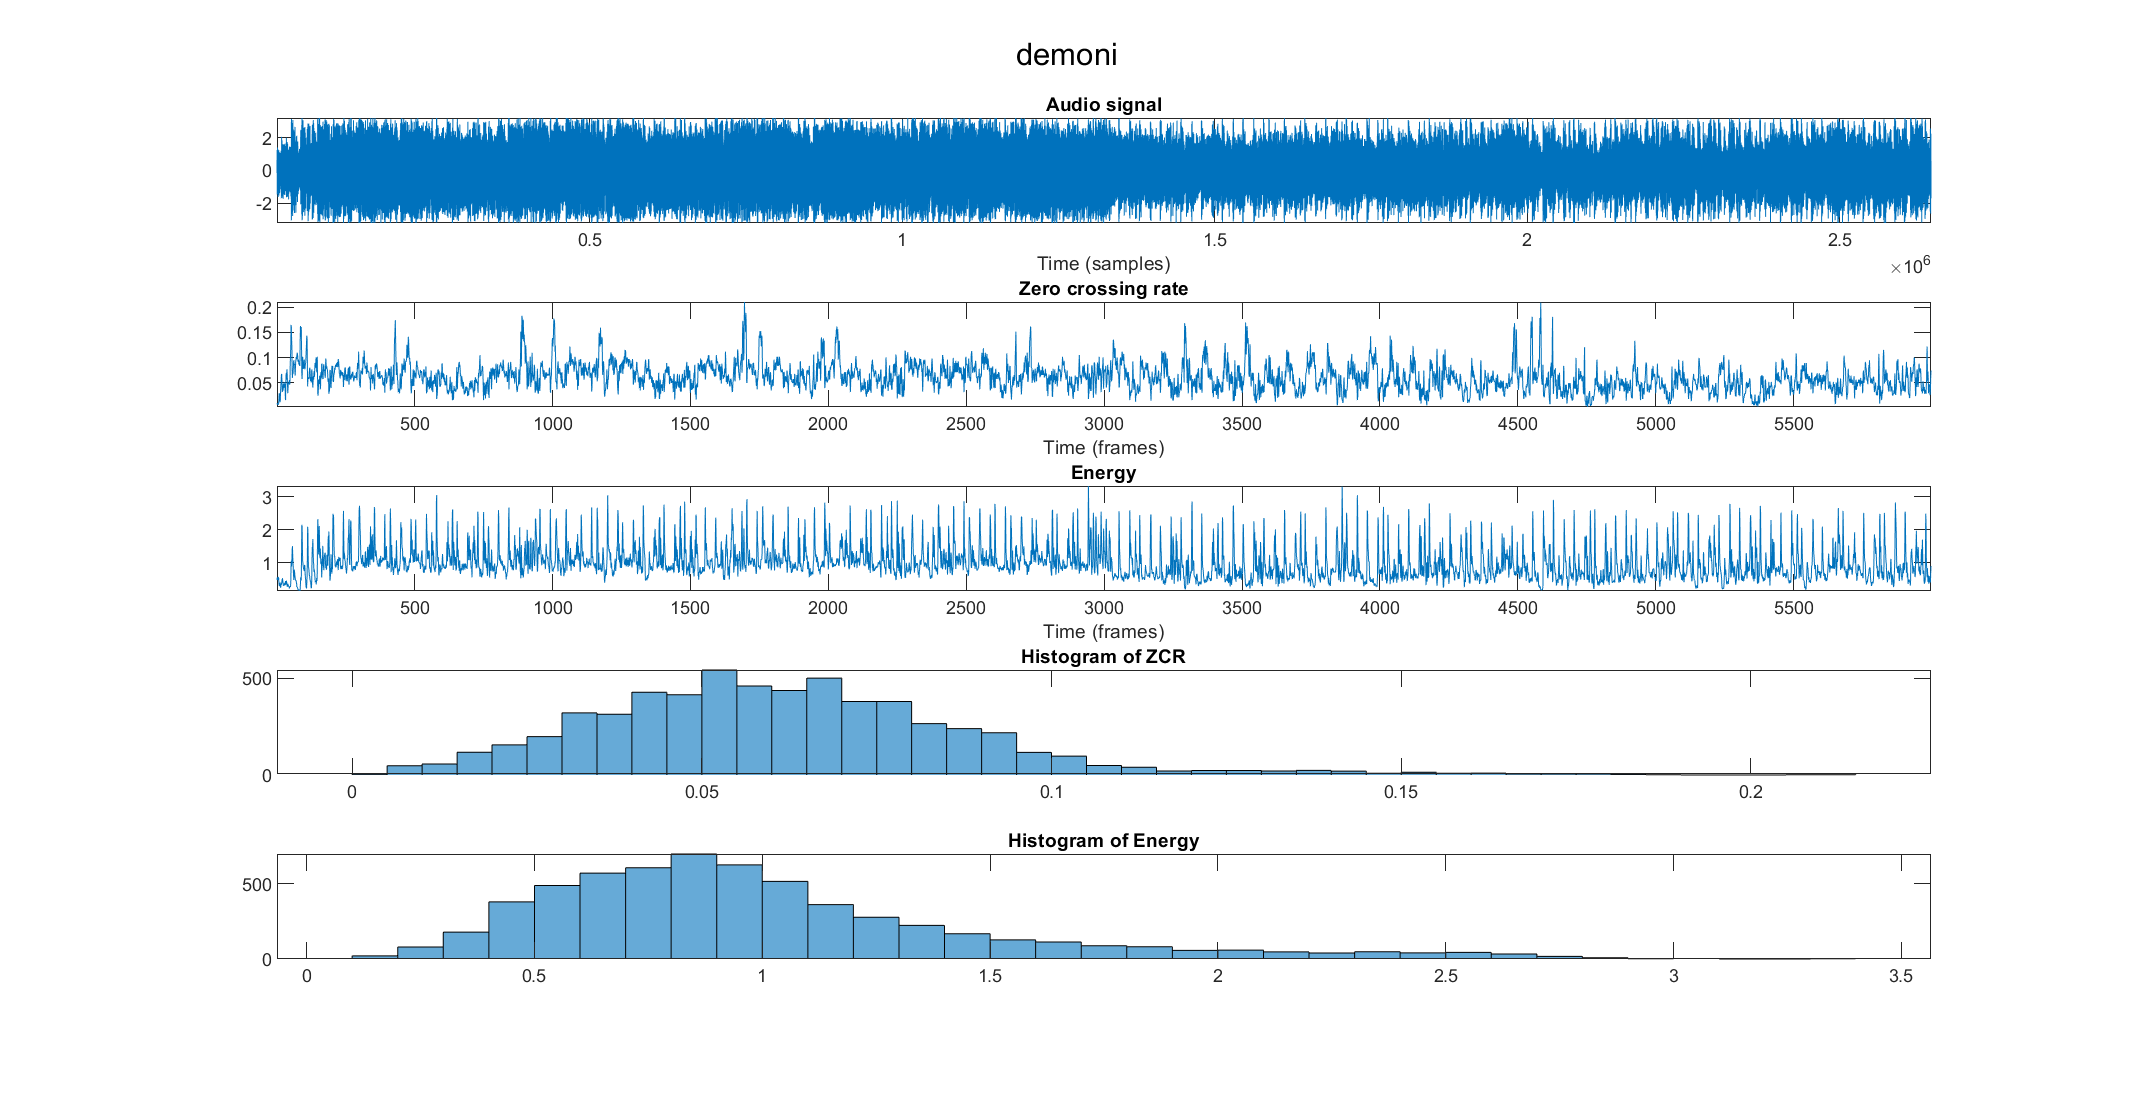 demoni
Audio signal
2
0
-2
0.5 1 1.5 2 2.5
Time (samples) ×10^6
Zero crossing rate
0.2
0.15
0.1
0.05
500 1000 1500 2000 2500 3000 3500 4000 4500 5000 5500
Time (frames)
Energy
3
2
1
500 1000 1500 2000 2500 3000 3500 4000 4500 5000 5500
Time (frames)
Histogram of ZCR
500
0
0 0.05 0.1 0.15 0.2
Histogram of Energy
500
0
0 0.5 1 1.5 2 2.5 3 3.5